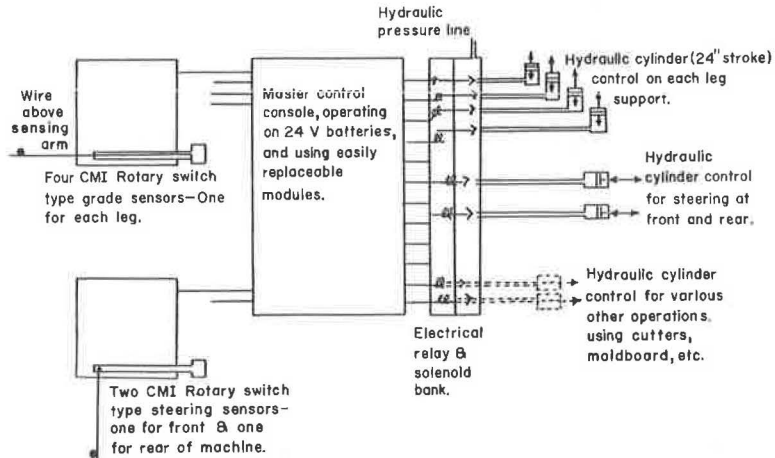 Hydraulic
pressure line
Hydraulic cylinder (24" stroke)
control on each leg
support.
Master control
console, operating
on 24 V batteries,
and using easily
replaceable
modules.
Wire
above
sensing
arm
Four CMI Rotary switch
type grade sensors—One
for each leg.
Hydraulic
cylinder control
for steering at
front and rear.
Hydraulic cylinder
control for various
other operations,
using cutters,
moldboard, etc.
Electrical
relay &
solenoid
bank.
Two CMI Rotary switch
type steering sensors—
one for front & one
for rear of machine.